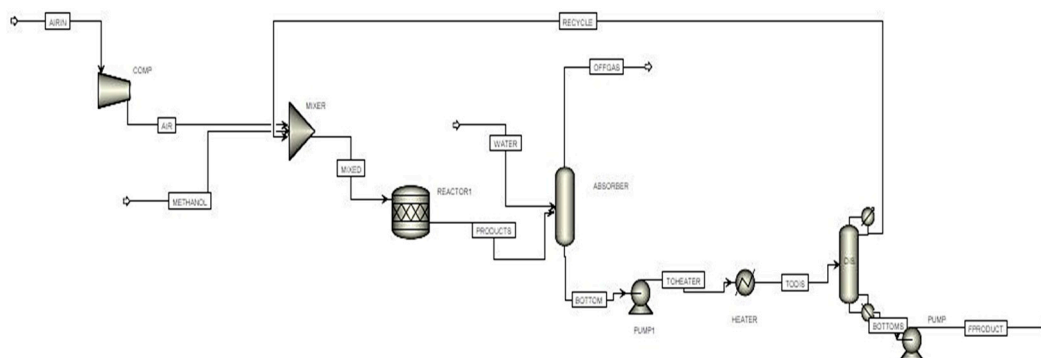 AIRIN
RECYCLE
COMP
OFFGAS
MIXER
AIR
WATER
MIXED
ABSORBER
REACTOR1
METHANOL
PRODUCTS
DIS
TOHEATER
TODIS
BOTTOM
HEATER
PUMP1
BOTTOMS
PUMP
FPRODUCT